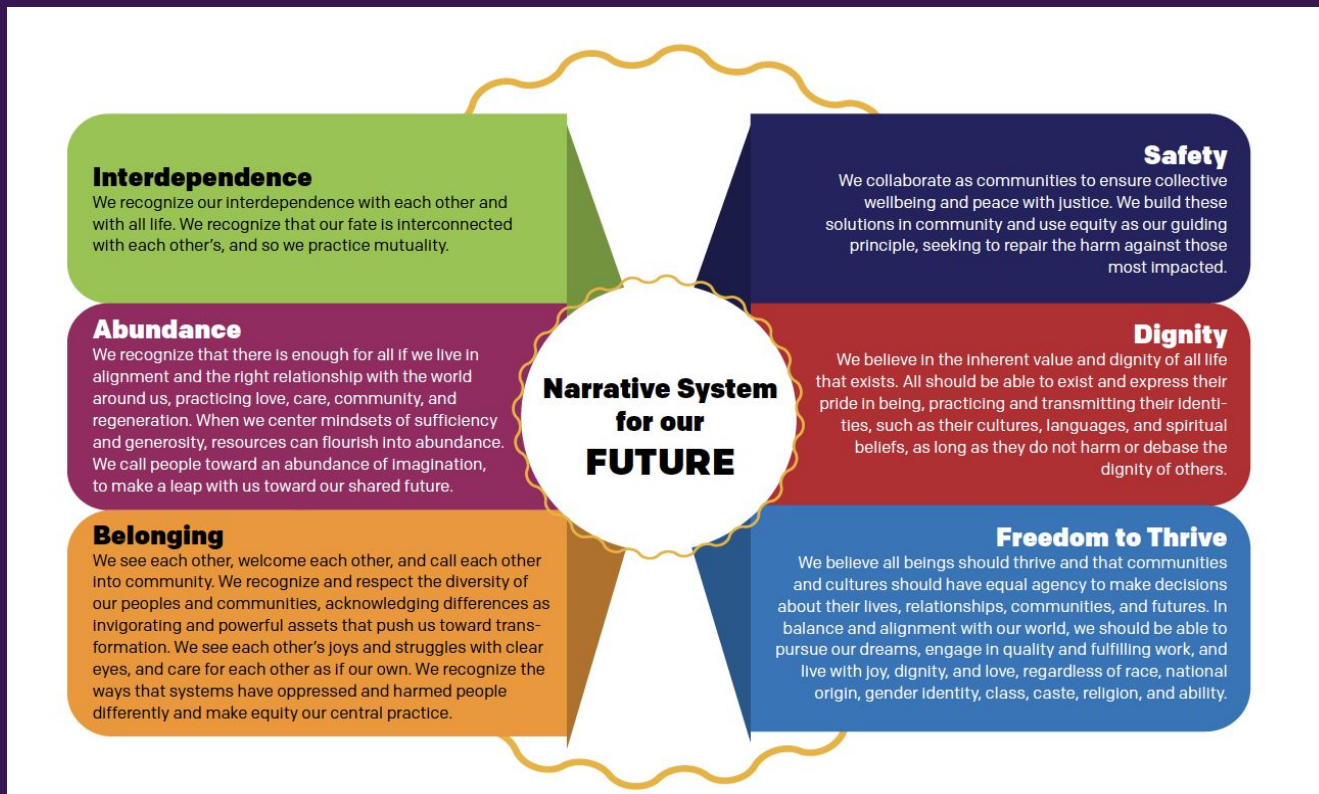 Interdependence
We recognize our interdependence with each other and
with all life. We recognize that our fate is interconnected
with each other's, and so we practice mutuality.
Abundance
We recognize that there is enough for all if we live in
alignment and the right relationship with the world
around us, practicing love, care, community, and
regeneration. When we center mindsets of sufficiency
and generosity, resources can flourish into abundance.
We call people toward an abundance of imagination,
to make a leap with us toward our shared future.
Belonging
We see each other, welcome each other, and call each other
into community. We recognize and respect the diversity of
our peoples and communities, acknowledging differences as
invigorating and powerful assets that push us toward trans-
formation. We see each other's joys and struggles with clear
eyes, and care for each other as if our own. We recognize the
ways that systems have oppressed and harmed people
differently and make equity our central practice.
Narrative System
for our
FUTURE
Safety
We collaborate as communities to ensure collective
wellbeing and peace with justice. We build these
solutions in community and use equity as our guiding
principle, seeking to repair the harm against those
most impacted.
Dignity
We believe in the inherent value and dignity of all life
that exists. All should be able to exist and express their
pride in being, practicing and transmitting their identi-
ties, such as their cultures, languages, and spiritual
beliefs, as long as they do not harm or debase the
dignity of others.
Freedom to Thrive
We believe all beings should thrive and that communities
and cultures should have equal agency to make decisions
about their lives, relationships, communities, and futures. In
balance and alignment with our world, we should be able to
pursue our dreams, engage in quality and fulfilling work, and
live with joy, dignity, and love, regardless of race, national
origin, gender identity, class, caste, religion, and ability.